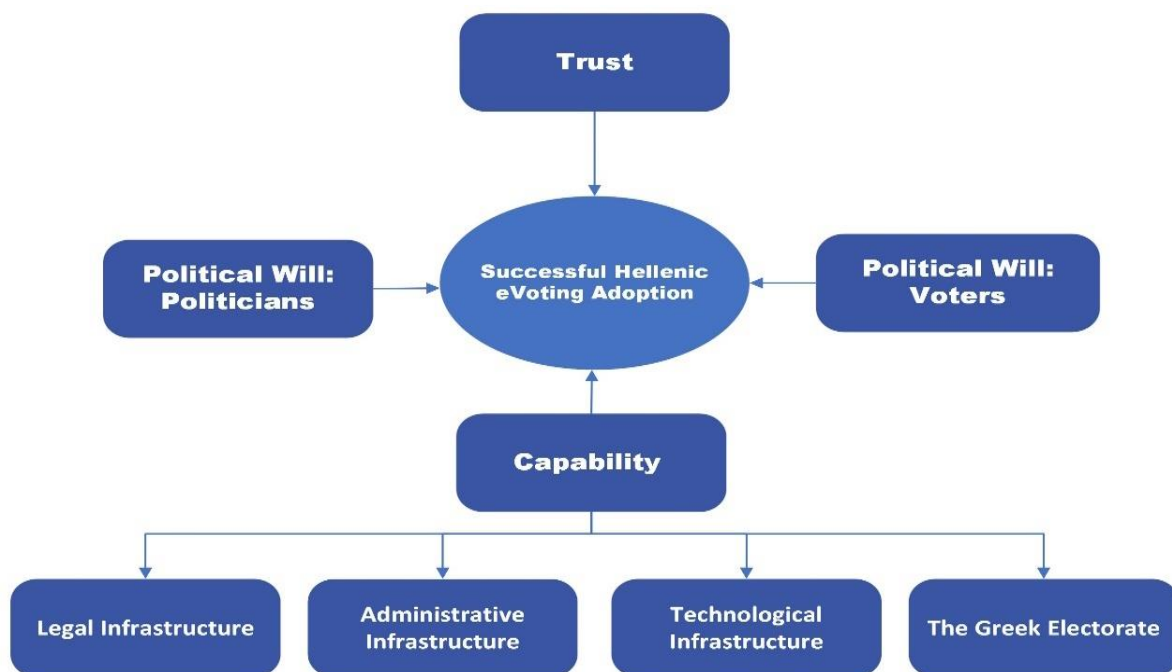 Trust
Political Will:
Politicians
Successful Hellenic
eVoting Adoption
Political Will:
Voters
Capability
Legal Infrastructure
Administrative
Infrastructure
Technological
Infrastructure
The Greek Electorate